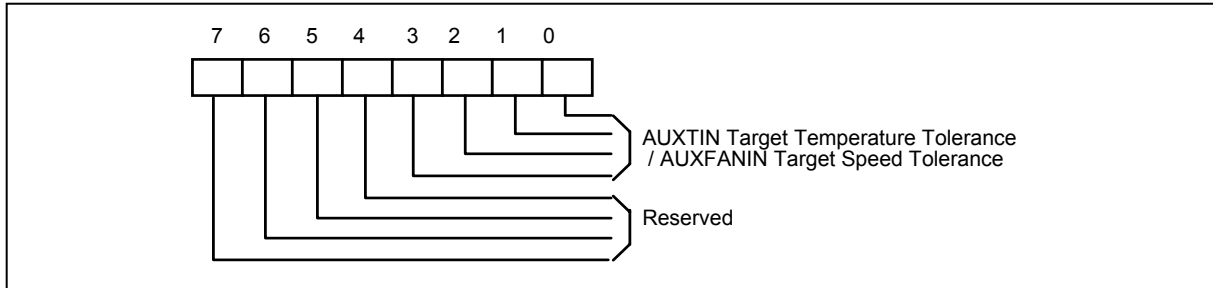 7 6 5 4 3 2 1 0
AUXTIN Target Temperature Tolerance
/ AUXFANIN Target Speed Tolerance
Reserved